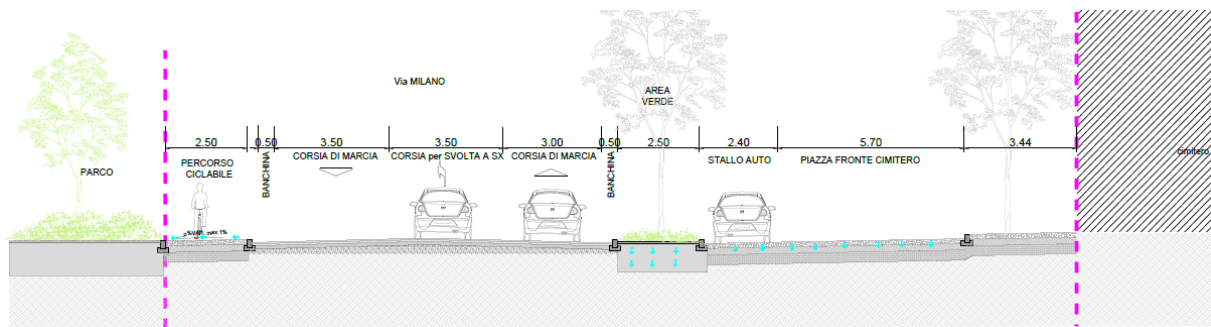 Via MILANO
AREA
VERDE
2.50
0.50
3.50
3.50
3.00
0.50
2.50
2.40
5.70
3.44
PARCO
PERCORSO
CICLABILE
BANCHINA
CORSIA DI MARCIA
CORSIA per SVOLTA A SX
CORSIA DI MARCIA
BANCHINA
STALLO AUTO
PIAZZA FRONTE CIMITERO
cimitero
max 1%